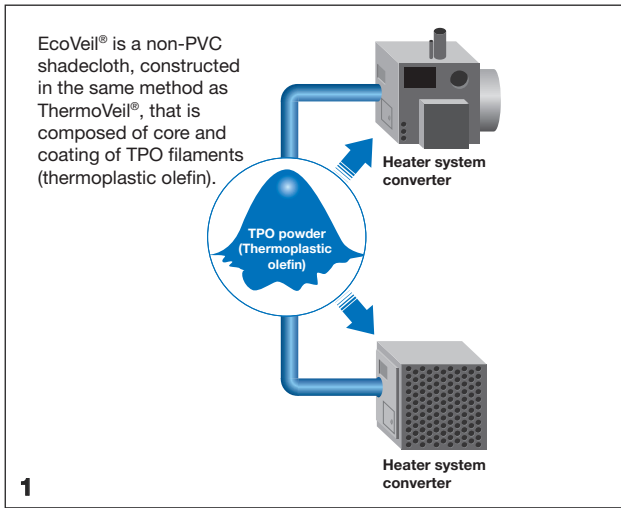 EcoVeil® is a non-PVC
shadecloth, constructed
in the same method as
ThermoVeil®, that is
composed of core and
coating of TPO filaments
(thermoplastic olefin).
Heater system
converter
TPO powder
(Thermoplastic
olefin)
Heater system
converter
1